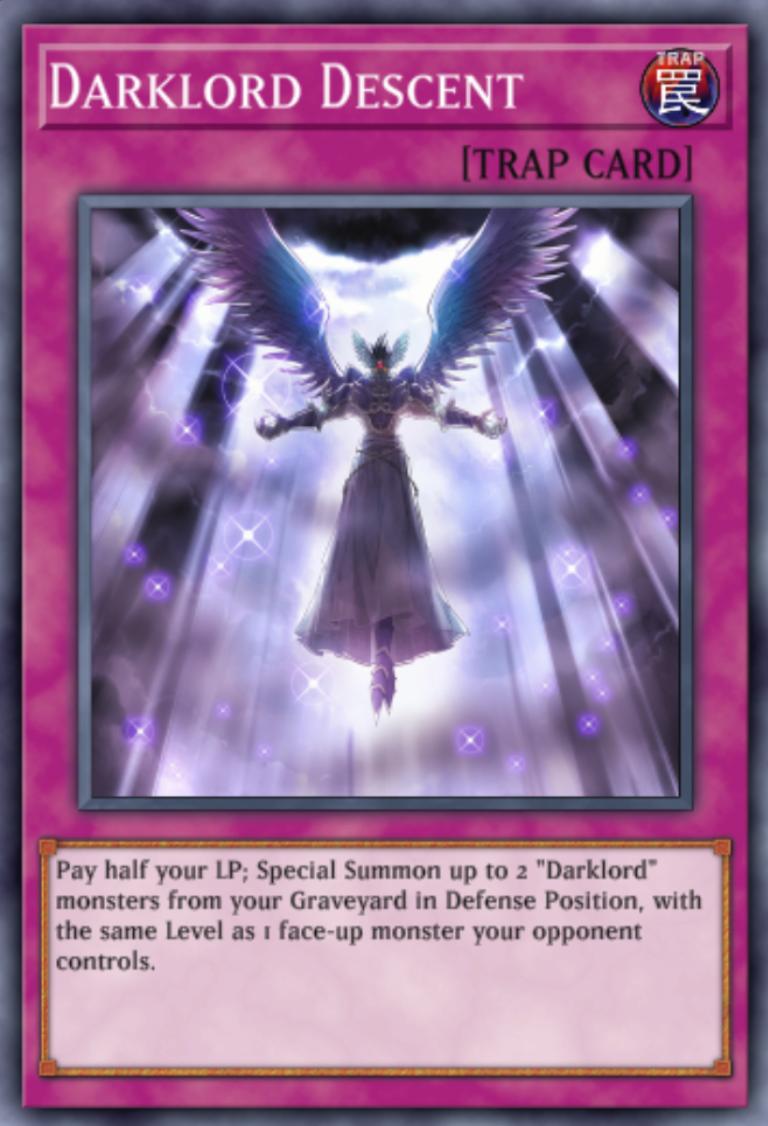 Darklord Descent
TRAP
罠
[TRAP CARD]
Pay half your LP; Special Summon up to 2 "Darklord"
monsters from your Graveyard in Defense Position, with
the same Level as 1 face-up monster your opponent
controls.